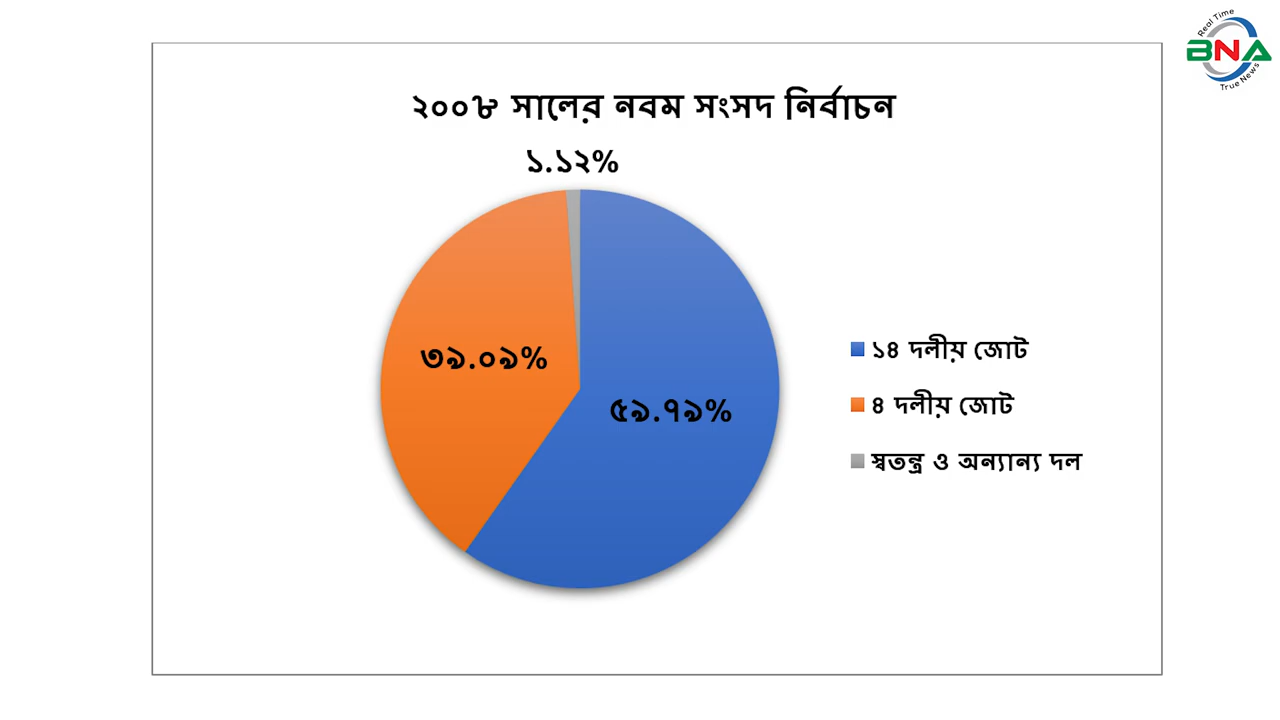 Real Time
BNA
True News
২০০৮ সালের নবম সংসদ নির্বাচন
১.১২%
৩৯.০৯%
৫৯.৭৯%
১৪ দলীয় জোট
৪ দলীয় জোট
স্বতন্ত্র ও অন্যান্য দল